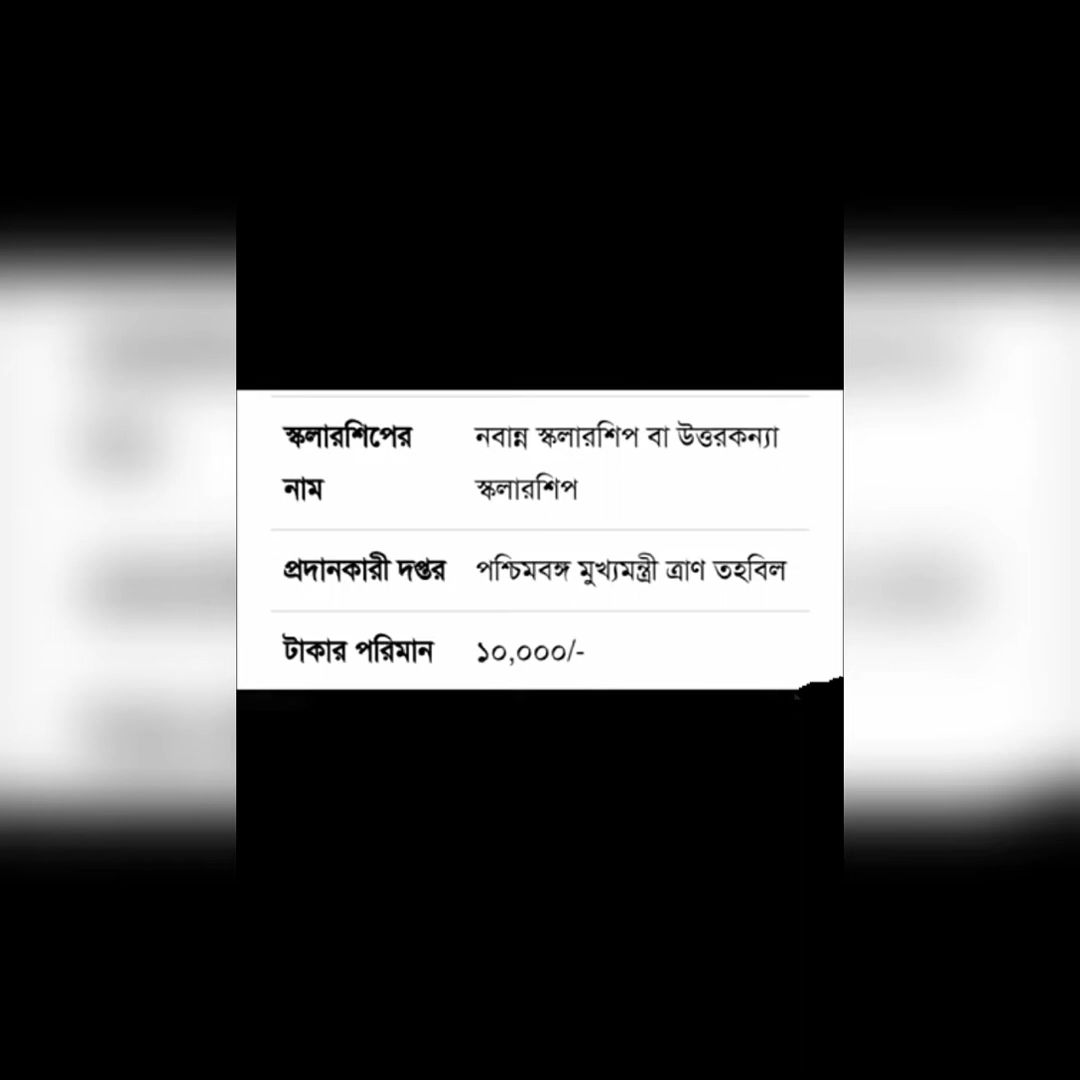 স্কলারশিপের নবান্ন স্কলারশিপ বা উত্তরকন্যা
নাম স্কলারশিপ
প্রদানকারী দপ্তর পশ্চিমবঙ্গ মুখ্যমন্ত্রী ত্রাণ তহবিল
টাকার পরিমান ১০,০০০/-